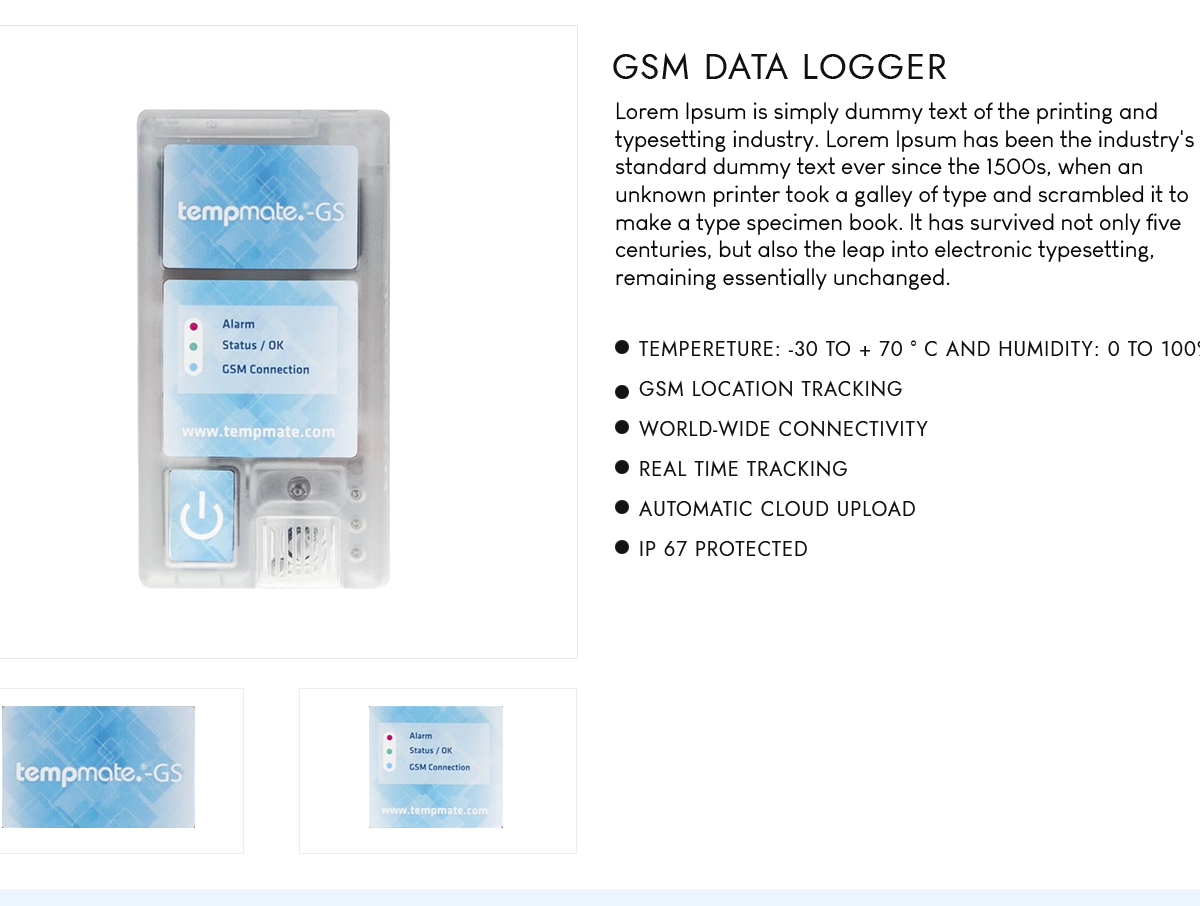 GSM DATA LOGGER
Lorem Ipsum is simply dummy text of the printing and
typesetting industry. Lorem Ipsum has been the industry's
standard dummy text ever since the 1500s, when an
unknown printer took a galley of type and scrambled it to
make a type specimen book. It has survived not only five
centuries, but also the leap into electronic typesetting,
remaining essentially unchanged.
● TEMPERETURE: -30 TO + 70 ° C AND HUMIDITY: 0 TO 100%
● GSM LOCATION TRACKING
● WORLD-WIDE CONNECTIVITY
● REAL TIME TRACKING
● AUTOMATIC CLOUD UPLOAD
● IP 67 PROTECTED
tempmate.®-GS
Alarm
Status / OK
GSM Connection
www.tempmate.com
tempmate.®-GS
Alarm
Status / OK
GSM Connection
www.tempmate.com